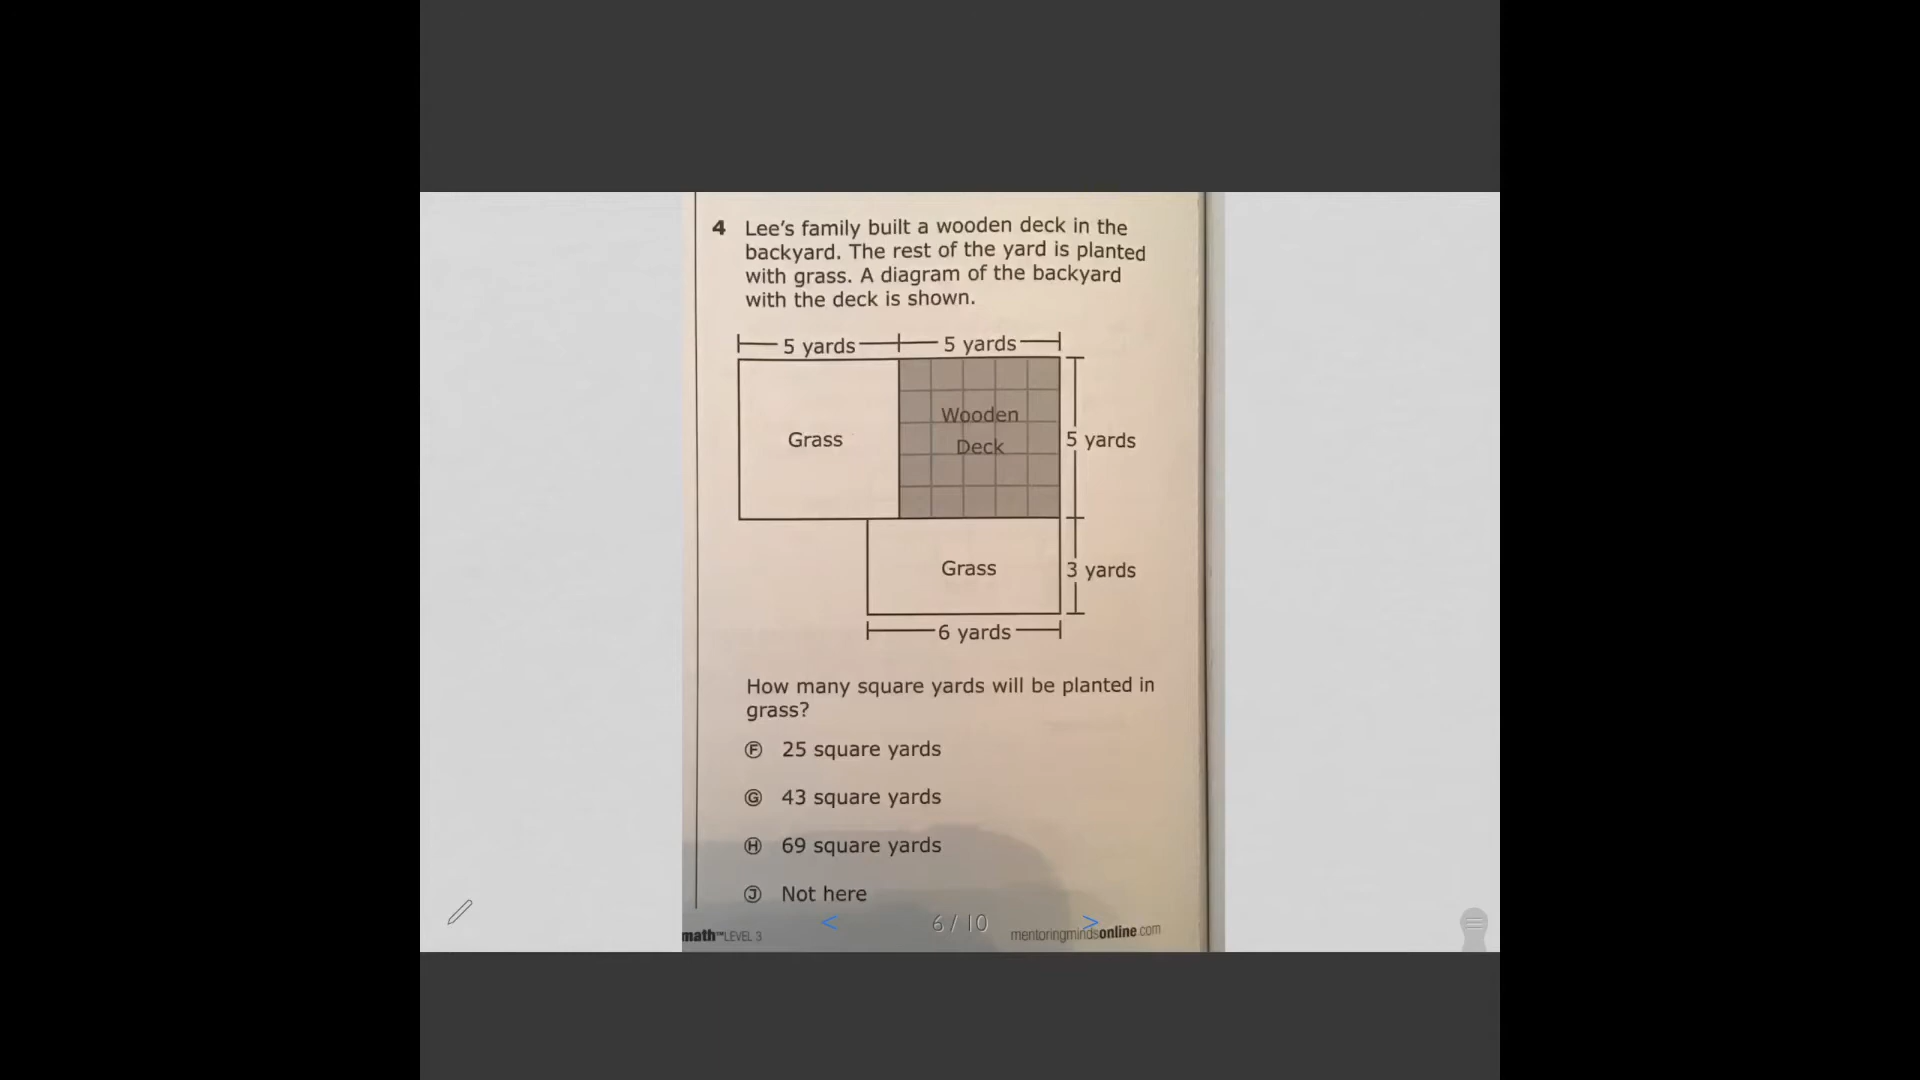 4 Lee's family built a wooden deck in the
backyard. The rest of the yard is planted
with grass. A diagram of the backyard
with the deck is shown.
5 yards 5 yards
Wooden
Grass
Deck
5 yards
Grass
3 yards
6 yards
How many square yards will be planted in
grass?
F 25 square yards
G 43 square yards
H 69 square yards
J Not here
< 6 / 10 >
math™ LEVEL 3 mentoringmindsonline.com